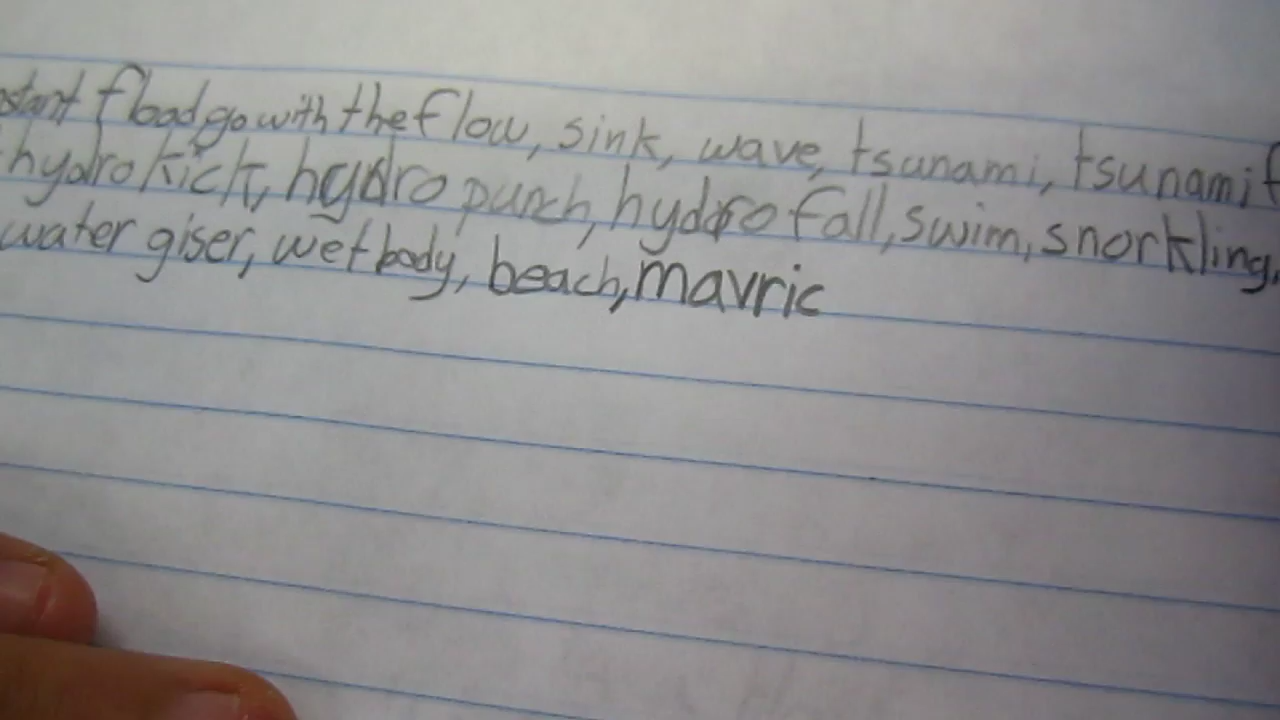 flood go with the flow, sink, wave, tsunami, tsunami f
hydro kick, hydro punch, hydro fall, swim, snorkling,
water giser, wet body, beach, mavric